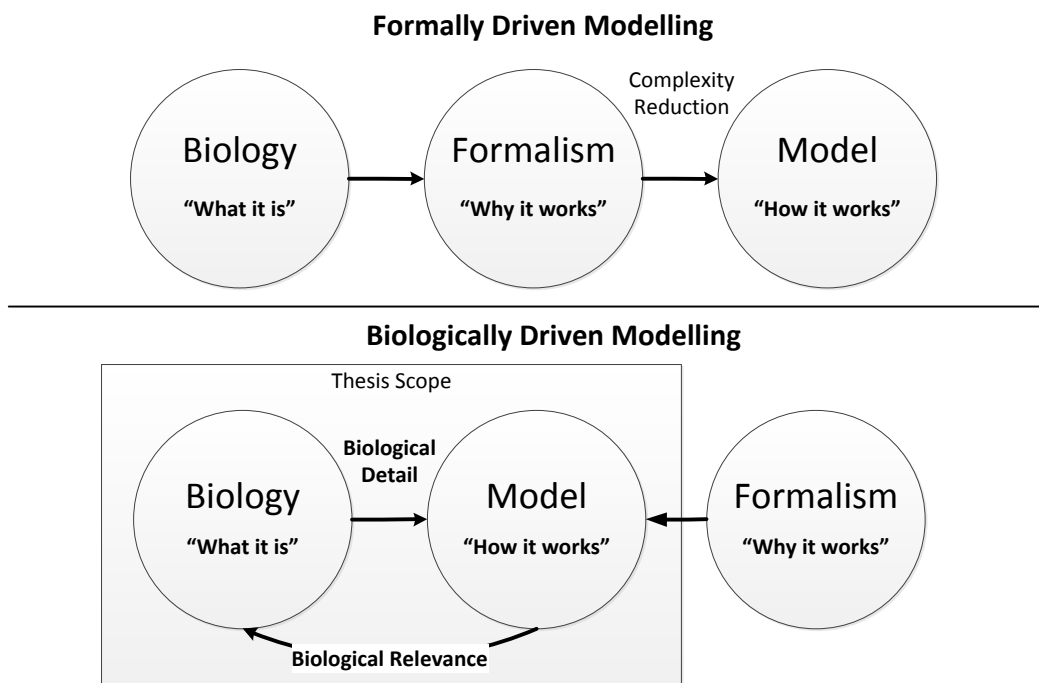 Formally Driven Modelling
Complexity
Reduction
Biology
Formalism
Model
“What it is”
“Why it works”
“How it works”
Biologically Driven Modelling
Thesis Scope
Biological
Detail
Biology
Model
Formalism
“What it is”
“How it works”
“Why it works”
Biological Relevance